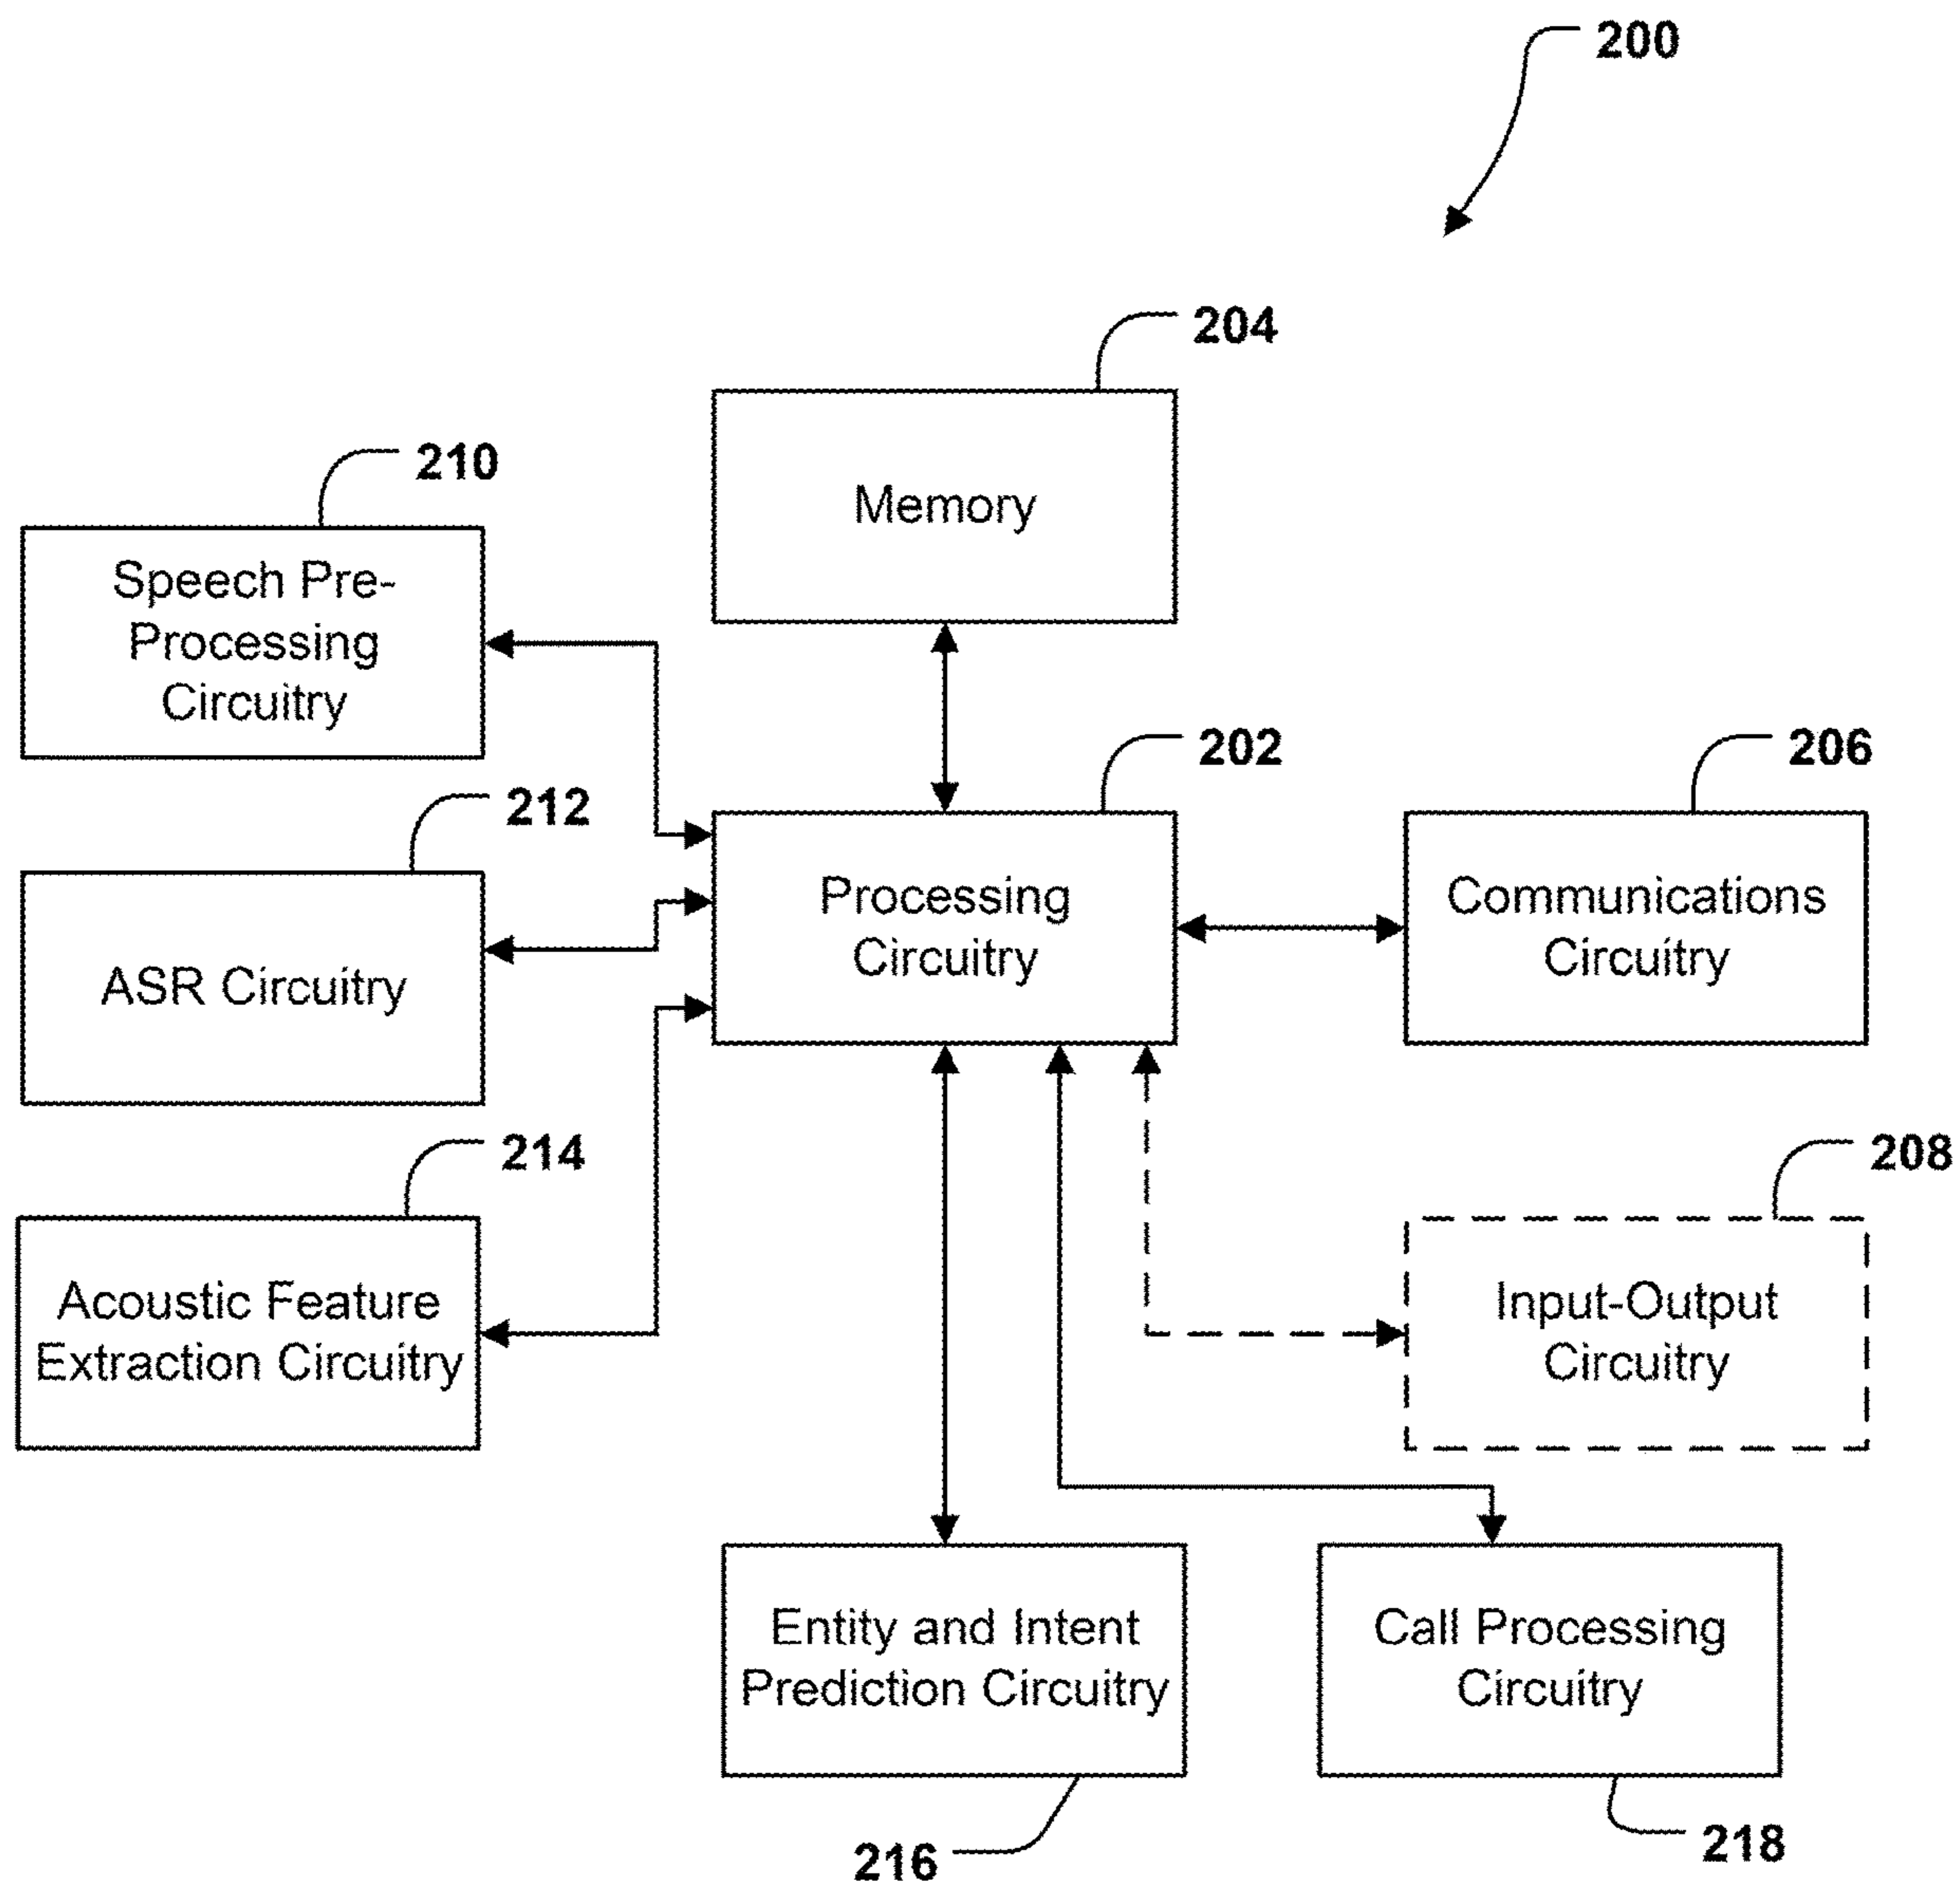 200
204
Memory
210
Speech Pre-
Processing
Circuitry
202
Processing
Circuitry
206
Communications
Circuitry
212
ASR Circuitry
214
Acoustic Feature
Extraction Circuitry
208
Input-Output
Circuitry
Entity and Intent
Prediction Circuitry
216
Call Processing
Circuitry
218